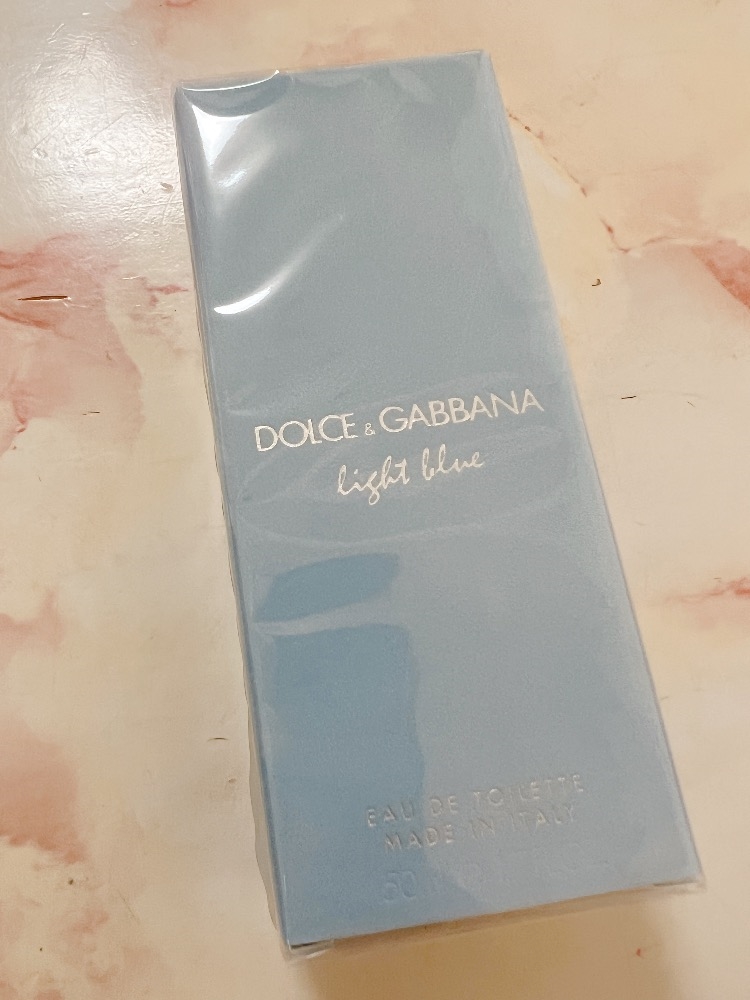 DOLCE & GABBANA
light blue
EAU DE TOILETTE
MADE IN ITALY
50